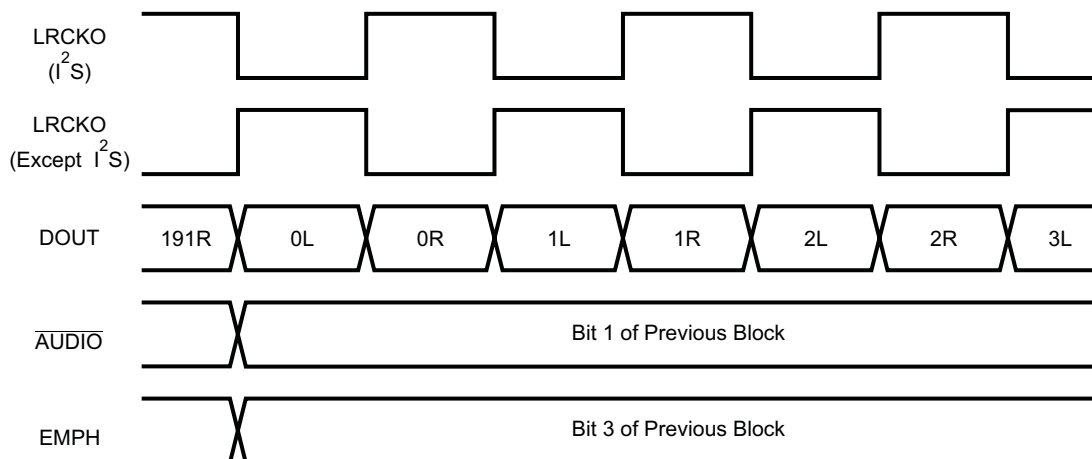 LRCKO
(I²S)
LRCKO
(Except I²S)
DOUT 191R 0L 0R 1L 1R 2L 2R 3L
AUDIO Bit 1 of Previous Block
EMPH Bit 3 of Previous Block